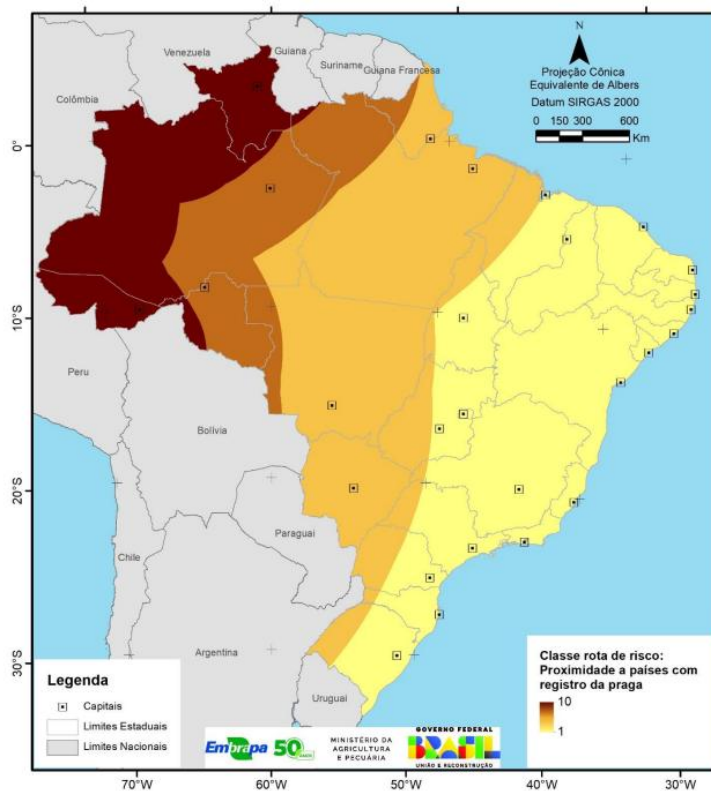 Venezuela
Guiana
Suriname
Guiana Francesa
Colômbia
Projeção Cônica
Equivalente de Albers
Datum SIRGAS 2000
0 150 300 600
Km
0°
10°S
Peru
Bolívia
20°S
Paraguai
Chile
Argentina
30°S
Uruguai
Legenda
Capitais
Limites Estaduais
Limites Nacionais
Classe rota de risco:
Proximidade a países com
registro da praga
10
1
Embrapa 50 anos
MINISTÉRIO DA
AGRICULTURA
E PECUÁRIA
GOVERNO FEDERAL
BRASIL
UNIÃO E RECONSTRUÇÃO
70°W 60°W 50°W 40°W 30°W